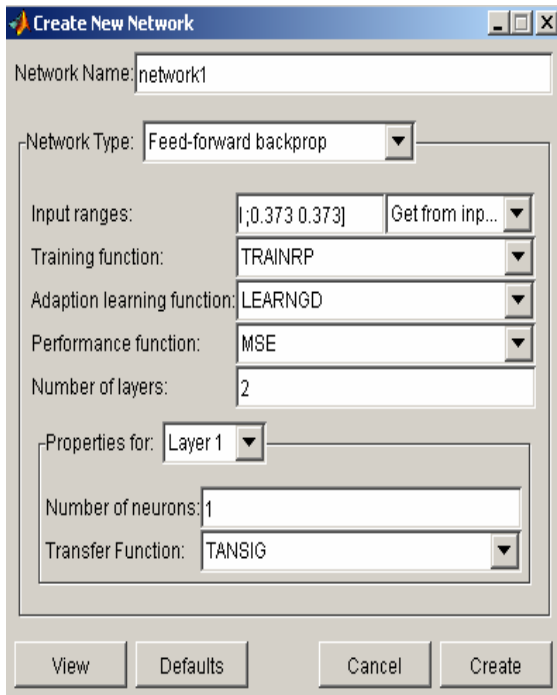 Create New Network
Network Name: network1
Network Type: Feed-forward backprop
Input ranges: ;0.373 0.373] Get from inp...
Training function: TRAINRP
Adaption learning function: LEARNGD
Performance function: MSE
Number of layers: 2
Properties for: Layer 1
Number of neurons: 1
Transfer Function: TANSIG
View Defaults Cancel Create